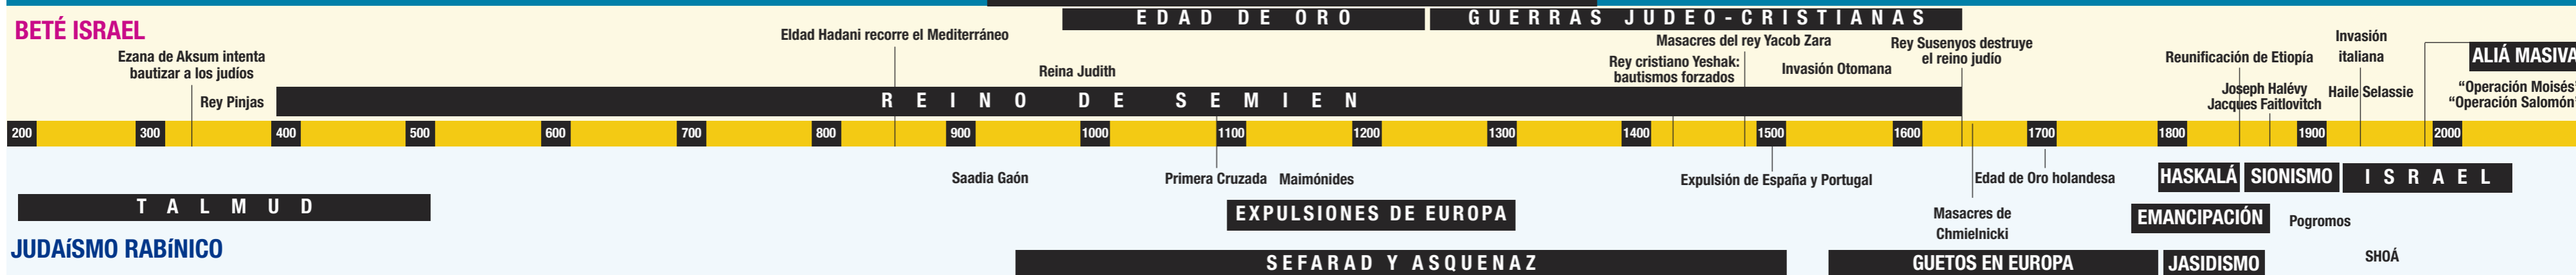 BETÉ ISRAEL
EDAD DE ORO
GUERRAS JUDEO-CRISTIANAS
Ezana de Aksum intenta
bautizar a los judíos
Rey Pinjas
Eldad Hadani recorre el Mediterráneo
Reina Judith
Masacres del rey Yacob Zara
Rey cristiano Yeshak:
bautismos forzados
Invasión Otomana
Rey Susenyos destruye
el reino judío
Reunificación de Etiopía
Joseph Halévy
Jacques Faitlovitch
Invasión
italiana
Haile Selassie
ALIÁ MASIVA
“Operación Moisés”
“Operación Salomón”
REINO DE SEMIEN
200 300 400 500 600 700 800 900 1000 1100 1200 1300 1400 1500 1600 1700 1800 1900 2000
Saadia Gaón
Primera Cruzada
Maimónides
Expulsión de España y Portugal
Edad de Oro holandesa
HASKALÁ
SIONISMO
ISRAEL
TALMUD
EXPULSIONES DE EUROPA
Masacres de
Chmielnicki
EMANCIPACIÓN
Pogromos
JUDAíSMO RABíNICO
SEFARAD Y ASQUENAZ
GUETOS EN EUROPA
JASIDISMO
SHOÁ